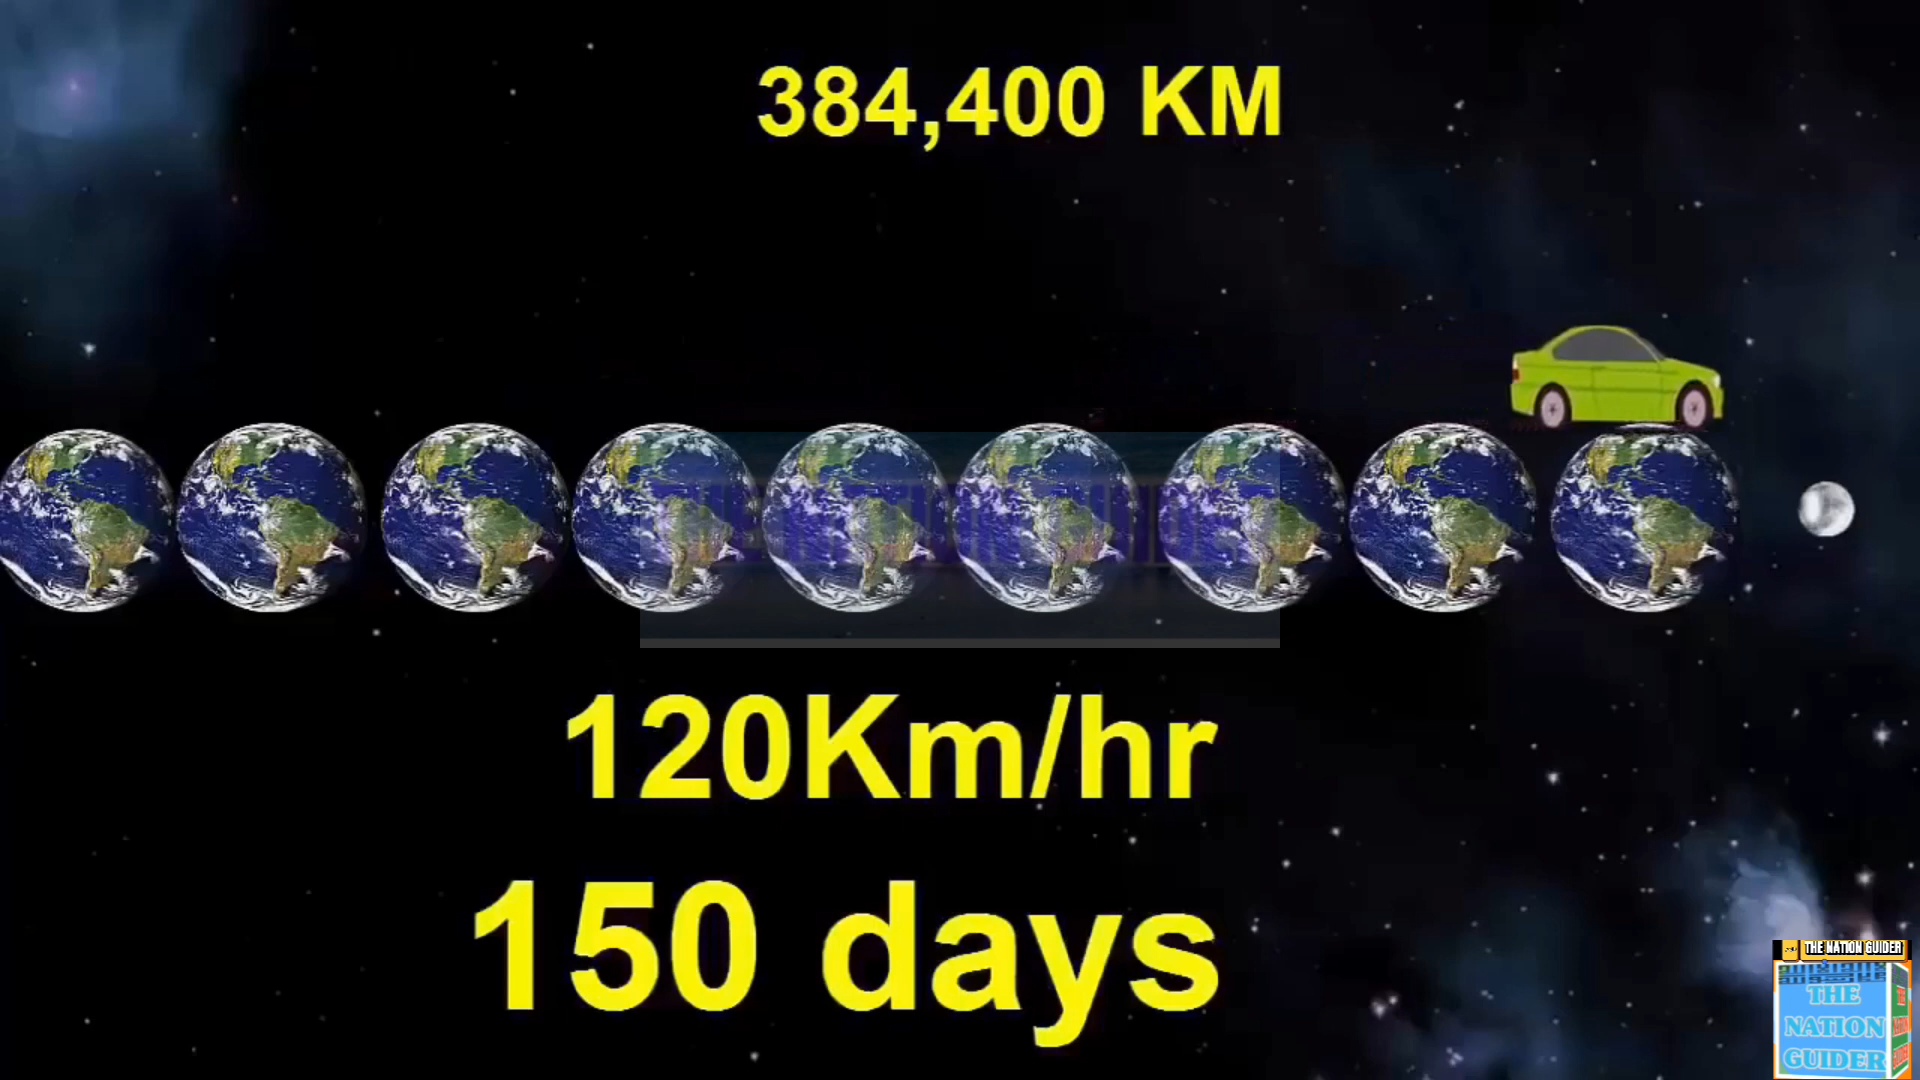 384,400 KM
120Km/hr
150 days
THE NATION GUIDER
THE
NATION
GUIDER